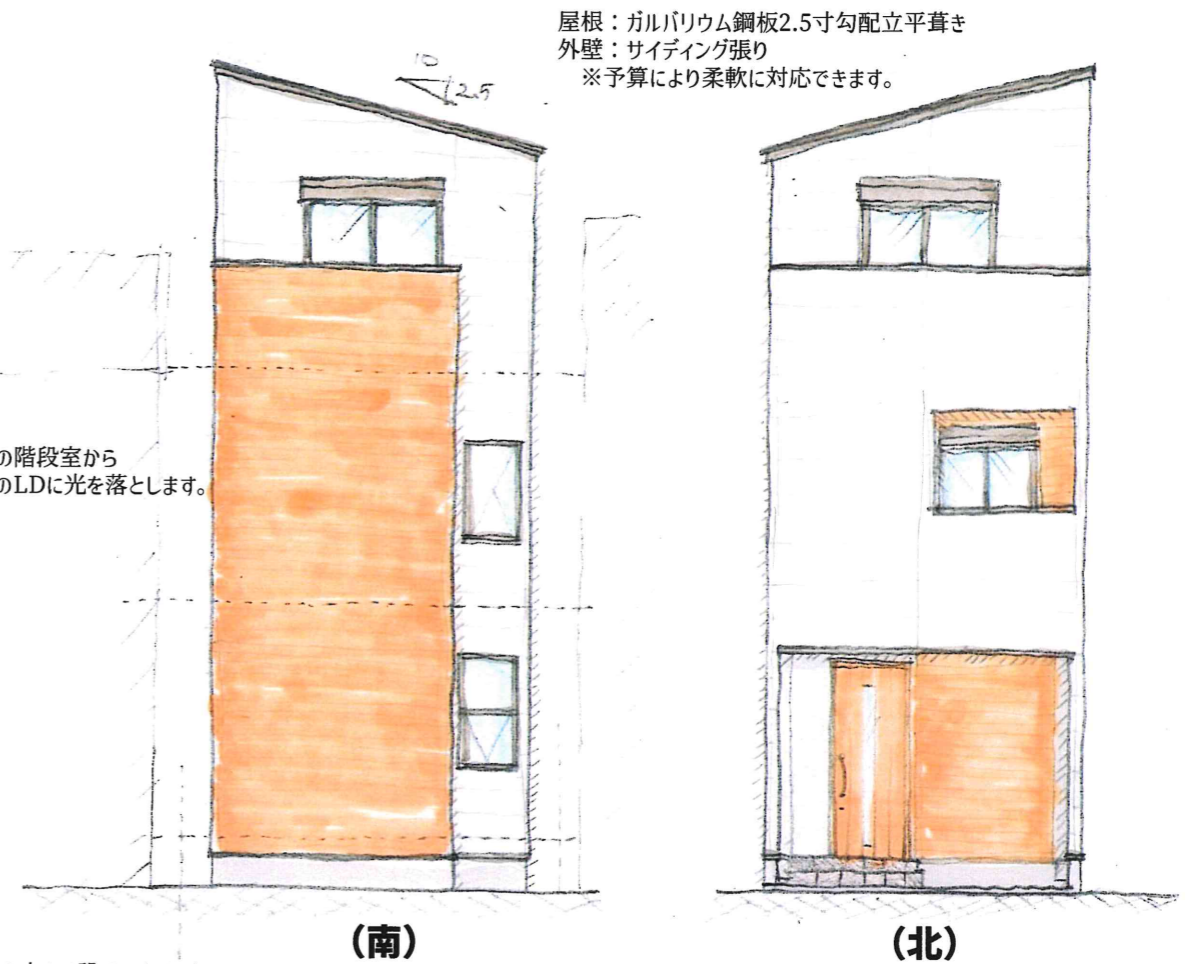 屋根：ガルバリウム鋼板2.5寸勾配立平葺き
外壁：サイディング張り
※予算により柔軟に対応できます。
10
2.5
の階段室から
のLDに光を落とします。
（南）
（北）